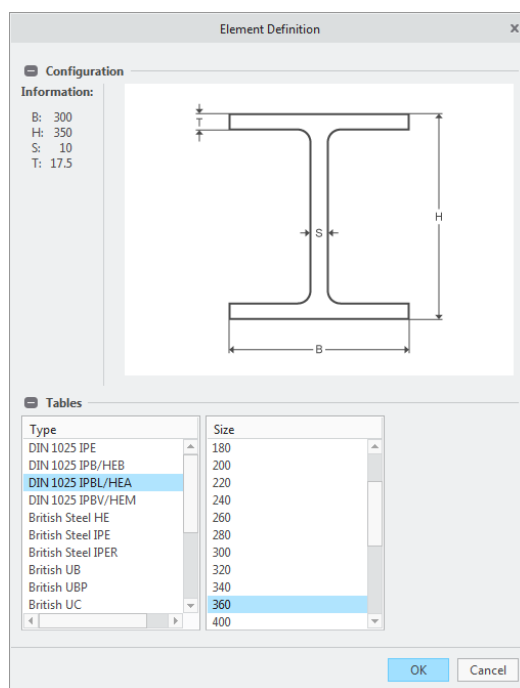 Element Definition
x
Configuration
Information:
B: 300
H: 350
S: 10
T: 17.5
T
S
H
B
Tables
Type
DIN 1025 IPE
DIN 1025 IPB/HEB
DIN 1025 IPBL/HEA
DIN 1025 IPBV/HEM
British Steel HE
British Steel IPE
British Steel IPER
British UB
British UBP
British UC
Size
180
200
220
240
260
280
300
320
340
360
400
OK
Cancel